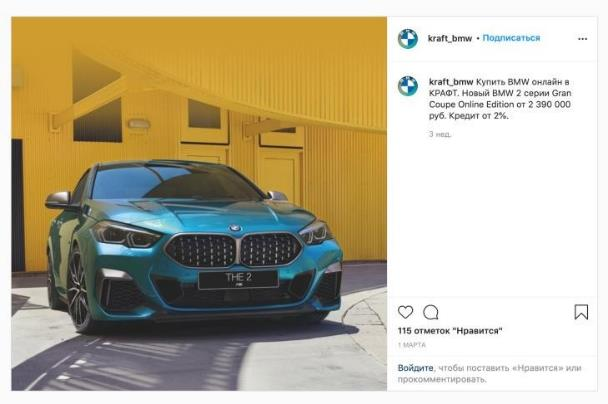 kraft_bmw • Подписаться
kraft_bmw Купить BMW онлайн в
КРАФТ. Новый BMW 2 серии Gran
Coupe Online Edition от 2 390 000
руб. Кредит от 2%.
3 нед.
THE 2
115 отметок "Нравится"
1 МАРТА
Войдите, чтобы поставить «Нравится» или
прокомментировать.